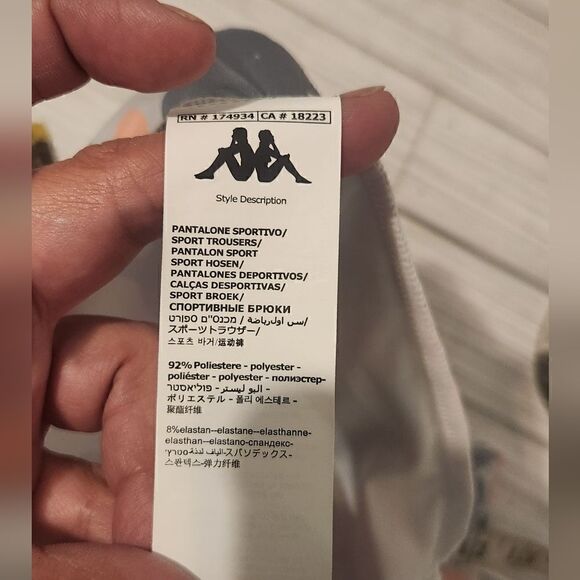 RN # 174934 CA # 18223
Style Description
PANTALONE SPORTIVO/
SPORT TROUSERS/
PANTALON SPORT
SPORT HOSEN/
PANTALONES DEPORTIVOS/
CALÇAS DESPORTIVAS/
SPORT BROEK/
СПОРТИВНЫЕ БРЮКИ
/ מכנס"ים ספורט /
スポーツトラウザー/
스포츠 바거/运动裤
92% Poliestere - polyester -
poliéster - polyester - полиэстер-
البوليستر - פוליאסטר -
ポリエステル - 폴리 에스테르 -
聚酯纤维
8%elastan--elastane--elasthanne-
elasthan--elastano-спандекс-
スパンデックス-
스판덱스-弹力纤维